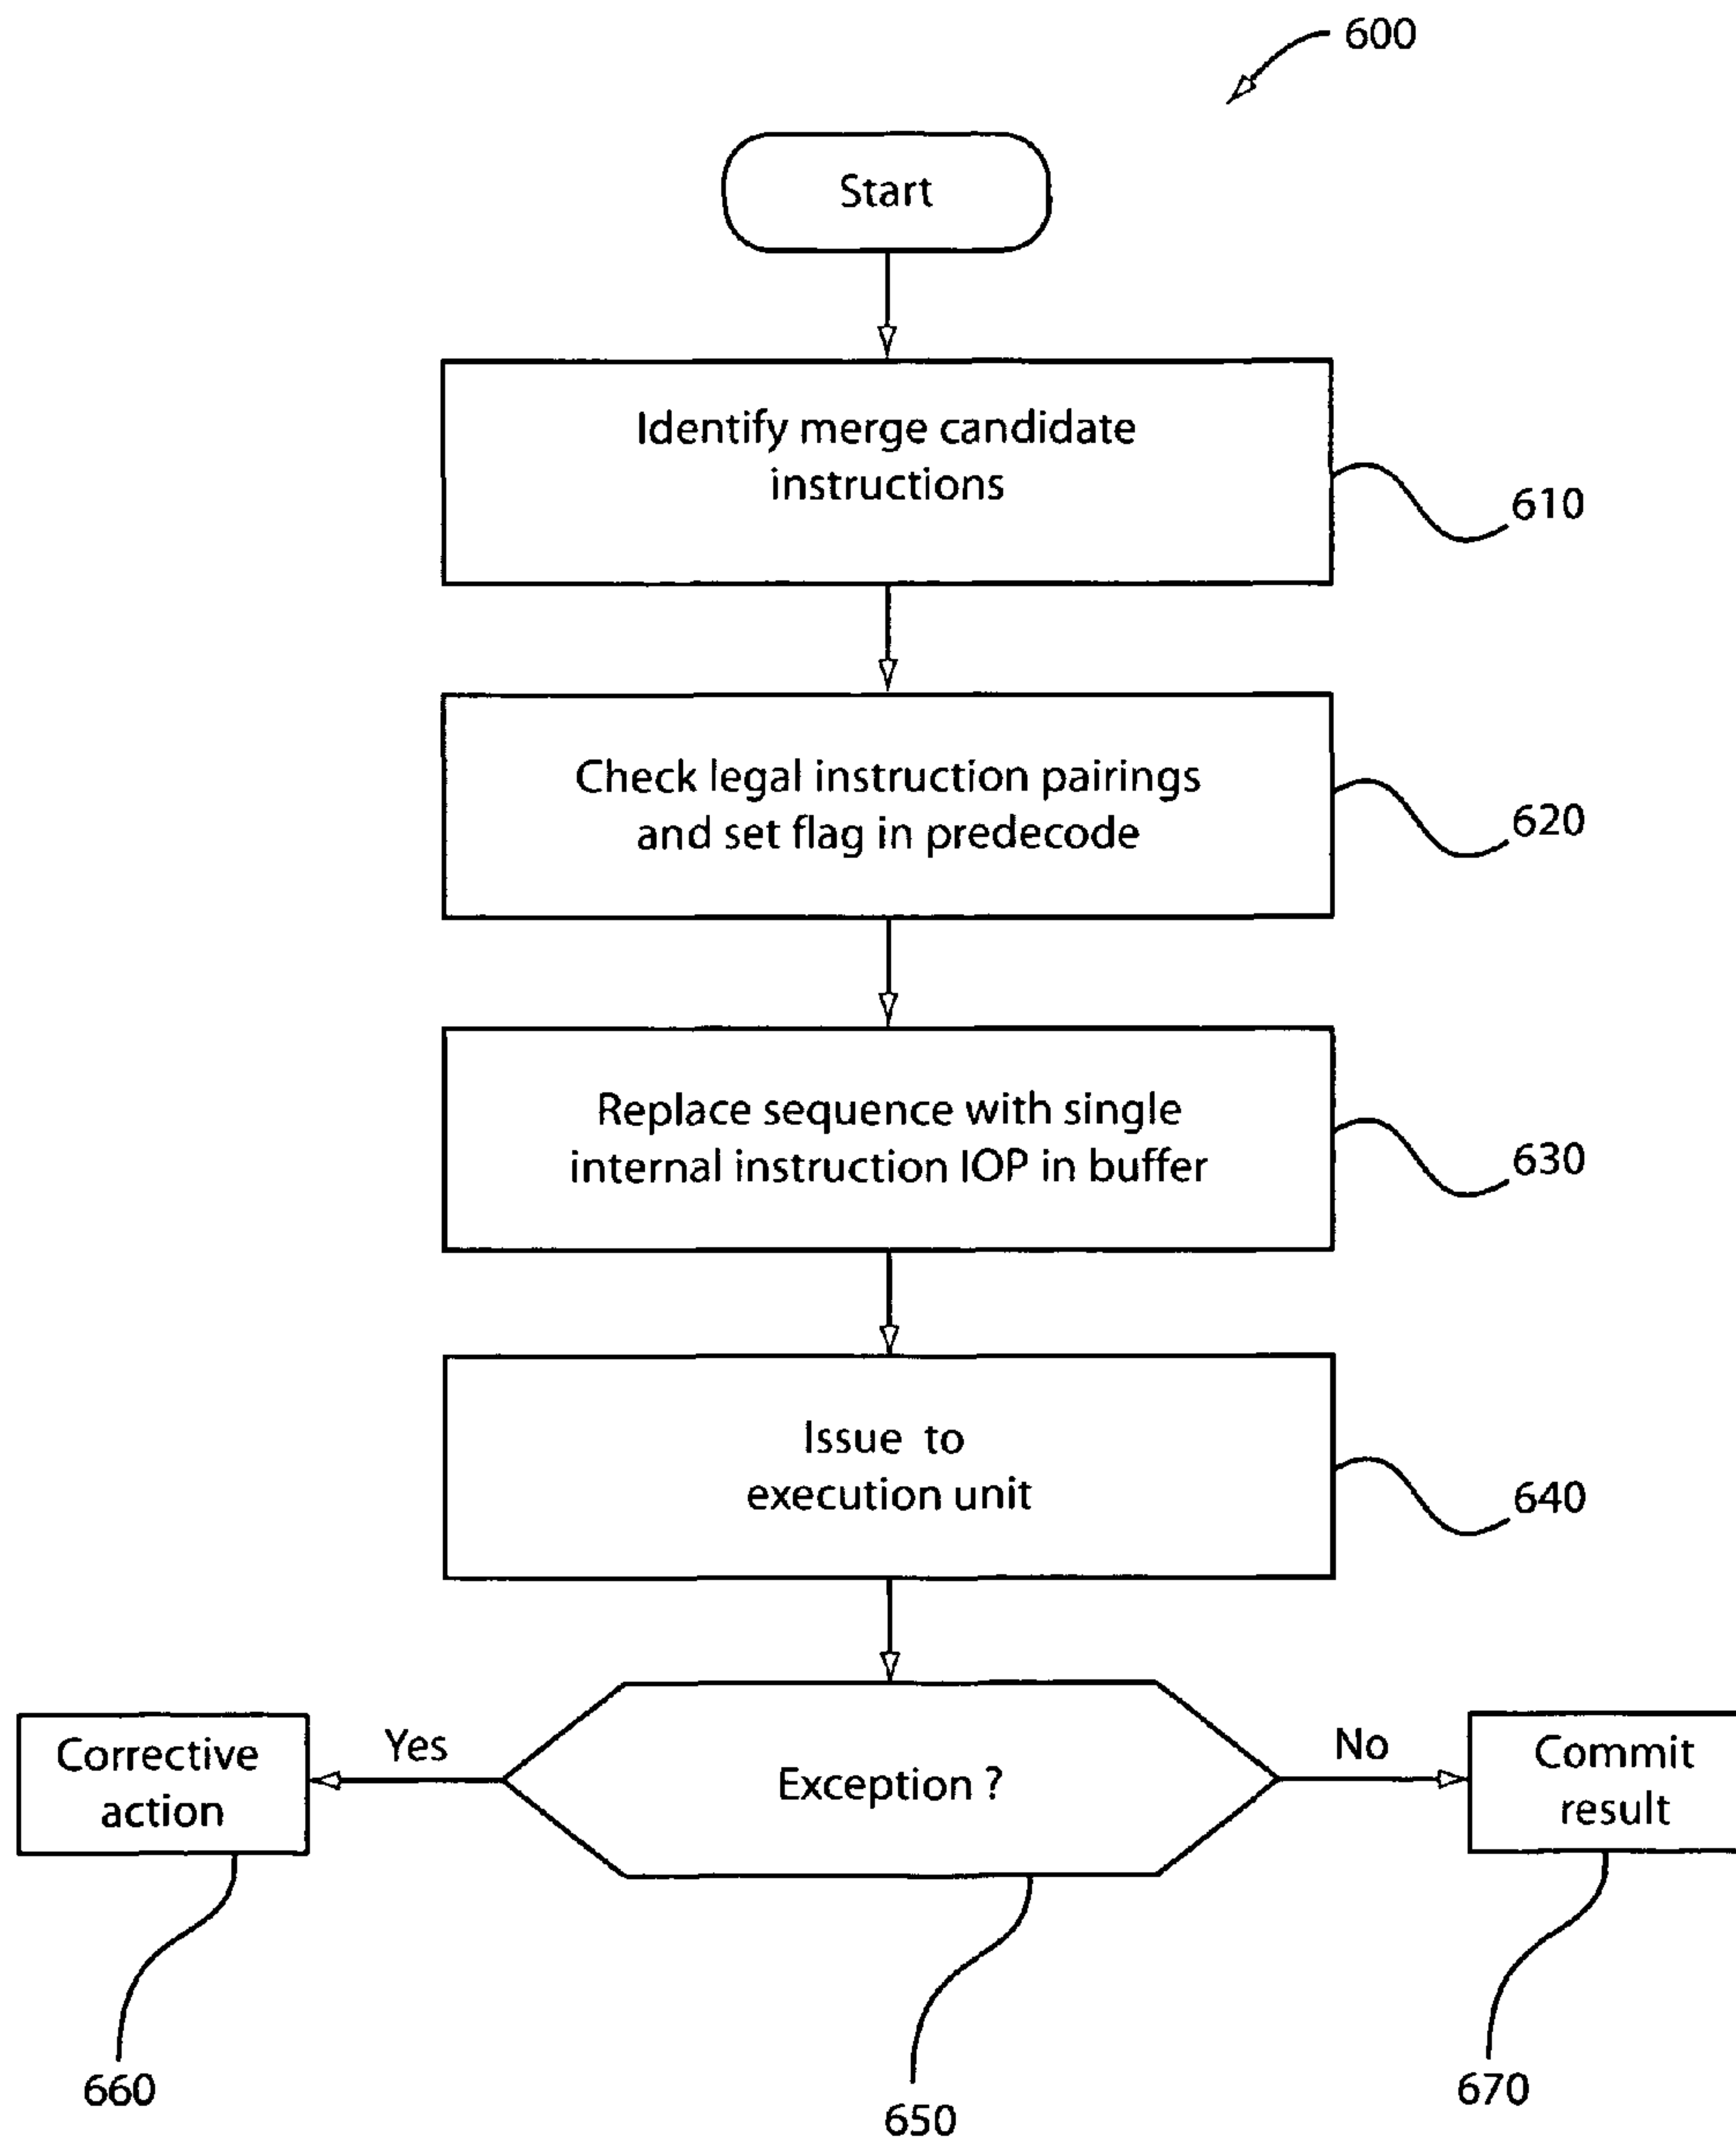 600
Start
Identify merge candidate
instructions
610
Check legal instruction pairings
and set flag in predecode
620
Replace sequence with single
internal instruction IOP in buffer
630
Issue to
execution unit
640
Corrective
action
Yes
Exception ?
No
Commit
result
660
650
670